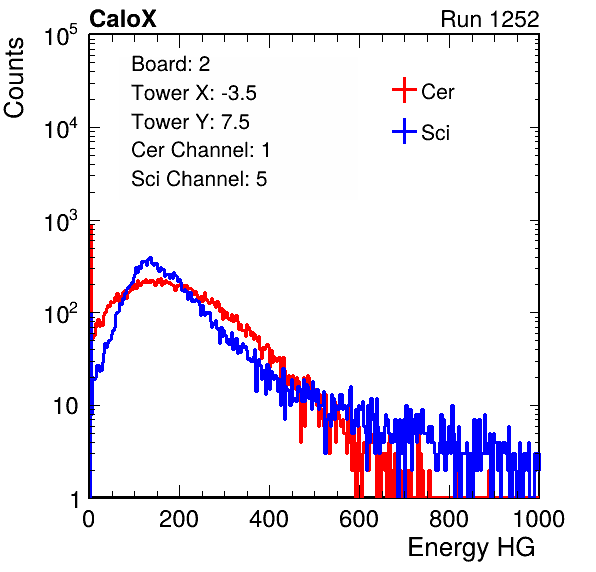 CaloX Run 1252
Counts
10^5
10^4
10^3
10^2
10
1
Board: 2
Tower X: -3.5
Tower Y: 7.5
Cer Channel: 1
Sci Channel: 5
Cer
Sci
0 200 400 600 800 1000
Energy HG